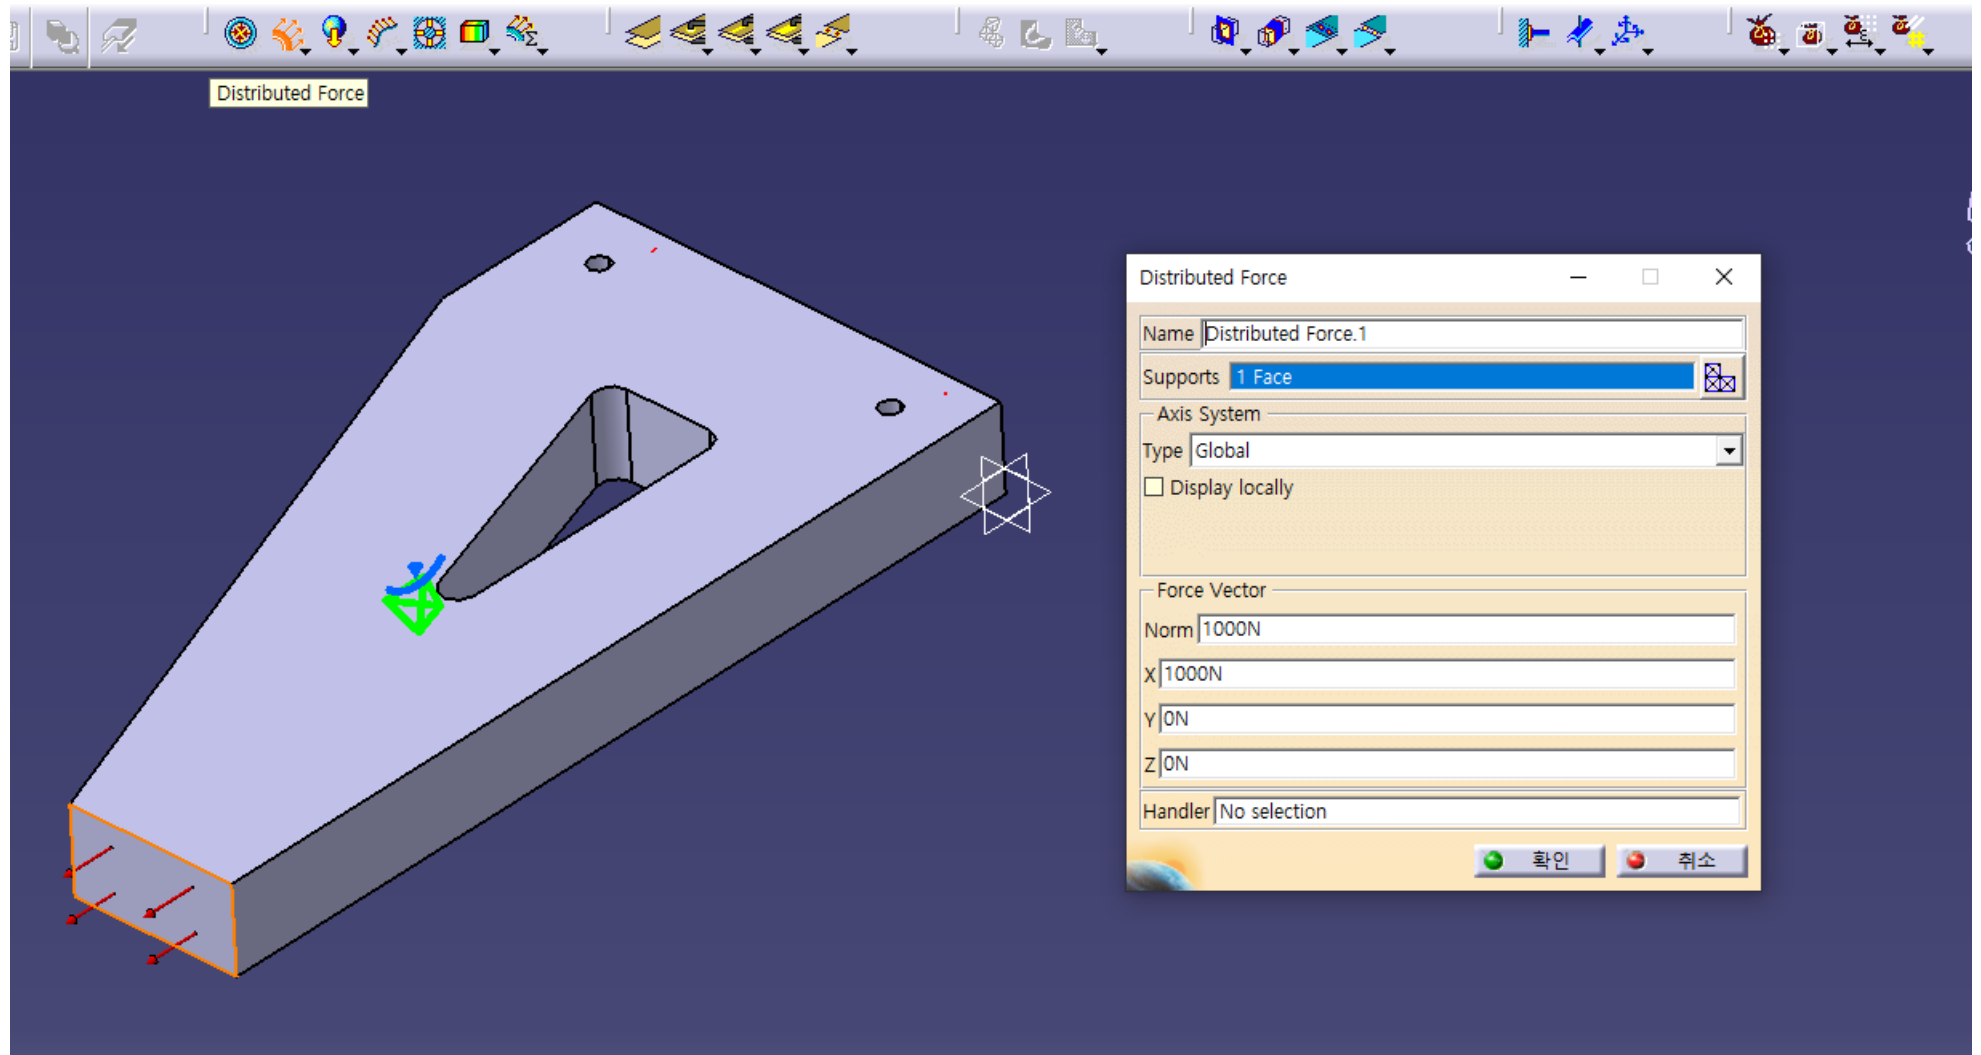 Distributed Force
Distributed Force
Name Distributed Force.1
Supports 1 Face
Axis System
Type Global
Display locally
Force Vector
Norm 1000N
X 1000N
Y 0N
Z 0N
Handler No selection
확인 취소